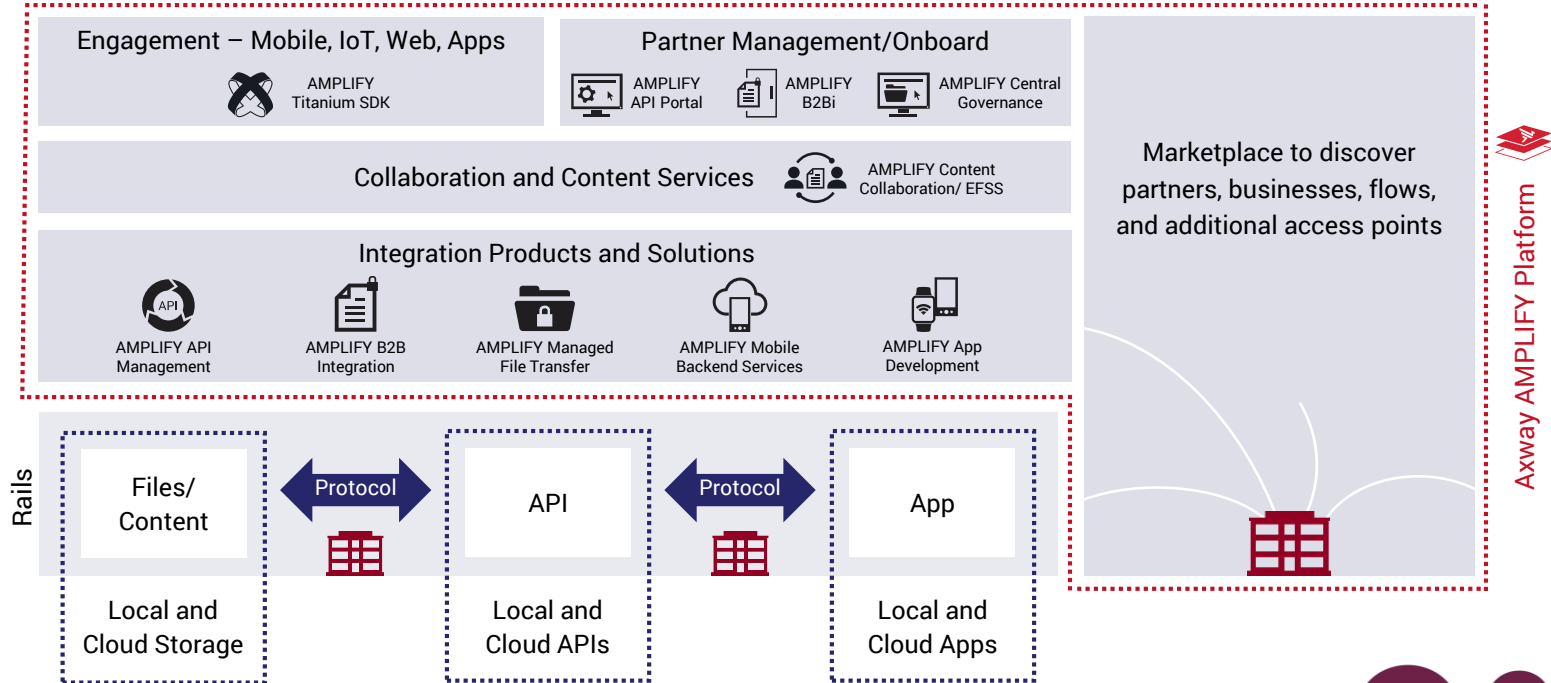 Engagement – Mobile, IoT, Web, Apps
AMPLIFY
Titanium SDK
Partner Management/Onboard
AMPLIFY
API Portal
AMPLIFY
B2Bi
AMPLIFY Central
Governance
Collaboration and Content Services
AMPLIFY Content
Collaboration/ EFSS
Integration Products and Solutions
API
AMPLIFY API
Management
AMPLIFY B2B
Integration
AMPLIFY Managed
File Transfer
AMPLIFY Mobile
Backend Services
AMPLIFY App
Development
Marketplace to discover
partners, businesses, flows,
and additional access points
Axway AMPLIFY Platform
Rails
Files/
Content
Protocol
API
Protocol
App
Local and
Cloud Storage
Local and
Cloud APIs
Local and
Cloud Apps